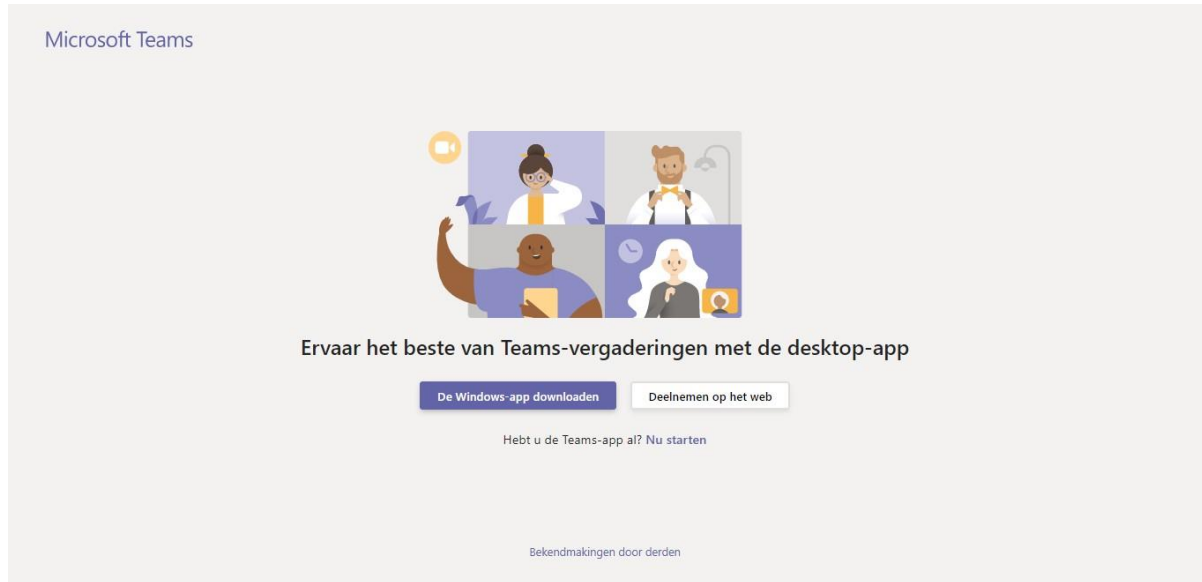 Microsoft Teams
Ervaar het beste van Teams-vergaderingen met de desktop-app
De Windows-app downloaden
Deelnemen op het web
Hebt u de Teams-app al? Nu starten
Bekendmakingen door derden